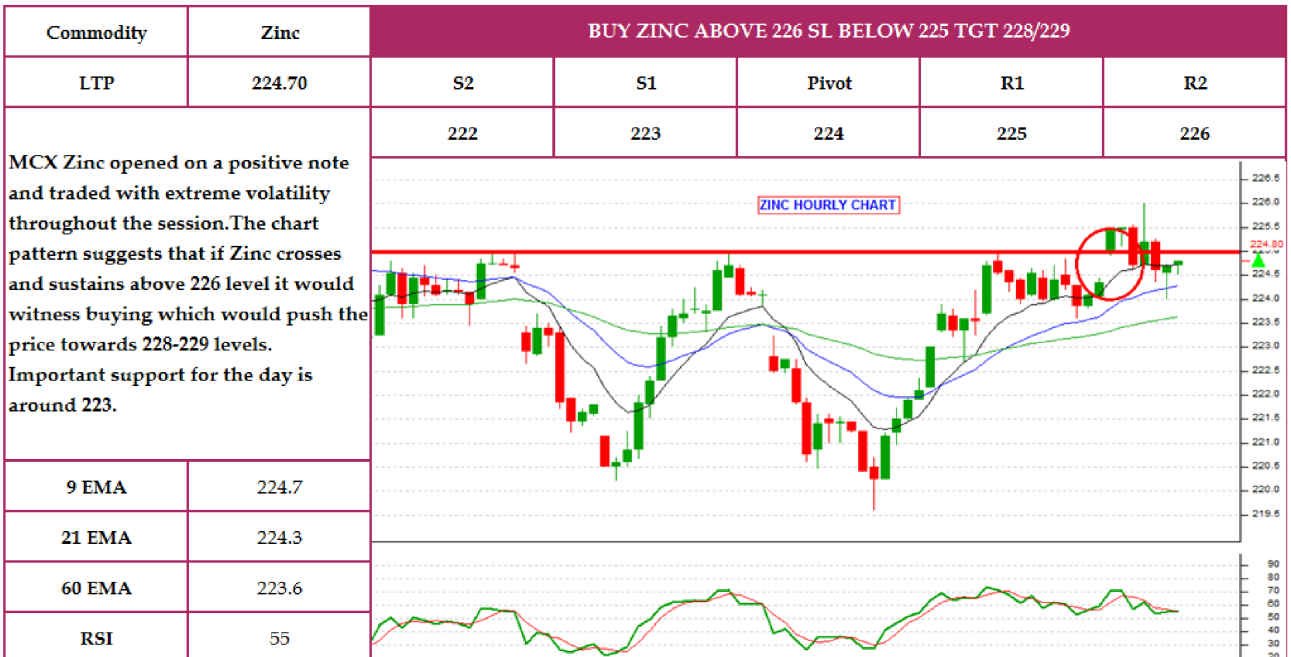 Commodity
Zinc
BUY ZINC ABOVE 226 SL BELOW 225 TGT 228/229
LTP
224.70
S2
S1
Pivot
R1
R2
222
223
224
225
226
MCX Zinc opened on a positive note
and traded with extreme volatility
throughout the session.The chart
pattern suggests that if Zinc crosses
and sustains above 226 level it would
witness buying which would push the
price towards 228-229 levels.
Important support for the day is
around 223.
ZINC HOURLY CHART
226.5
226.0
225.5
224.80
224.5
224.0
223.5
223.0
222.5
222.0
221.5
221.0
220.5
220.0
219.5
9 EMA
224.7
21 EMA
224.3
60 EMA
223.6
RSI
55
90
80
70
60
50
40
30